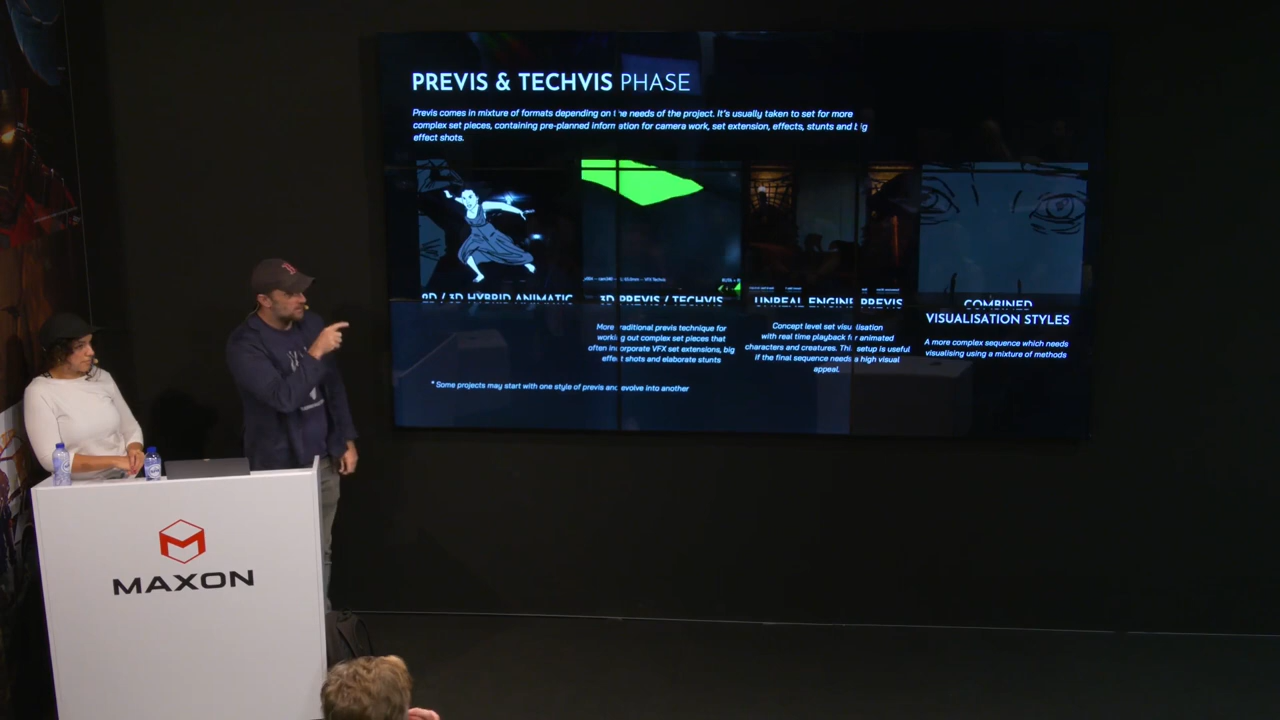 PREVIS & TECHVIS PHASE
Previs comes in mixture of formats depending on the needs of the project. It's usually taken to set for more
complex set pieces, containing pre-planned information for camera work, set extension, effects, stunts and big
effect shots.
2D / 3D HYBRID ANIMATIC
3D PREVIS / TECHVIS
More traditional previs technique for
working out complex set pieces that
often incorporate VFX set extensions, big
effect shots and elaborate stunts
UNREAL ENGINE PREVIS
Concept level set visualisation
with real time playback for animated
characters and creatures. This setup is useful
if the final sequence needs a high visual
appeal.
COMBINED
VISUALISATION STYLES
A more complex sequence which needs
visualising using a mixture of methods
* Some projects may start with one style of previs and evolve into another
MAXON